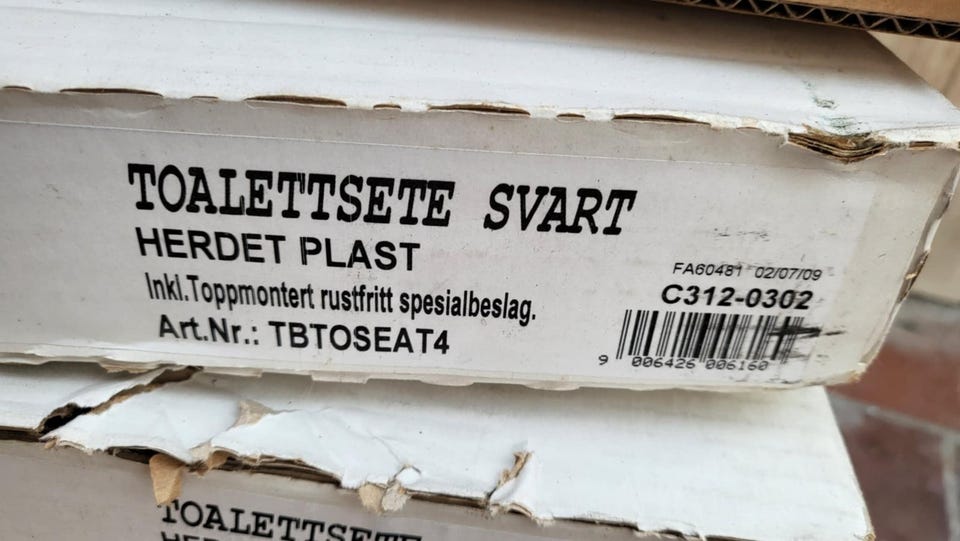 TOALETTSETE SVART
HERDET PLAST
Inkl.Toppmontert rustfritt spesialbeslag.
Art.Nr.: TBTOSEAT4
FA60481 02/07/09
C312-0302
9 006426 006160
TOALETTSETE